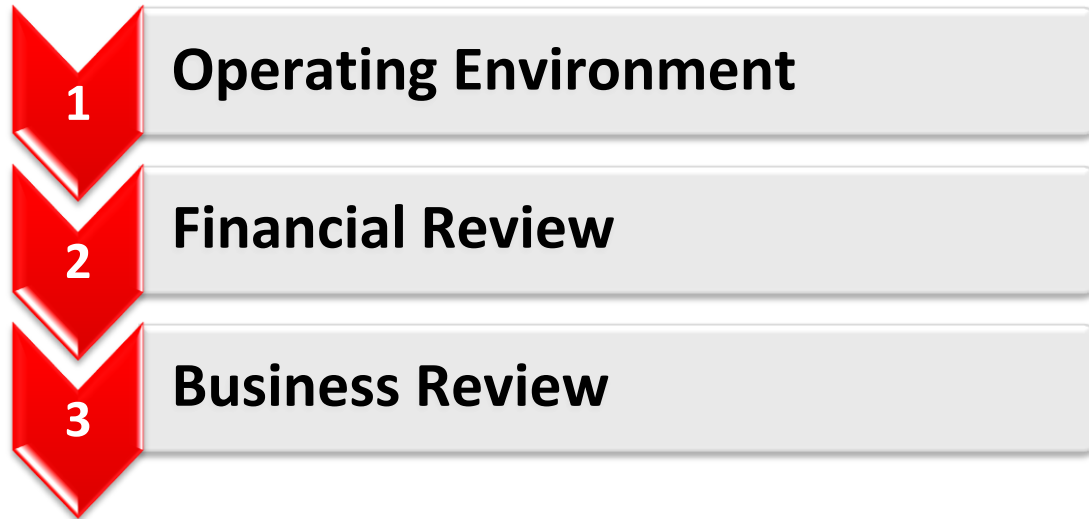 1
Operating Environment
2
Financial Review
3
Business Review